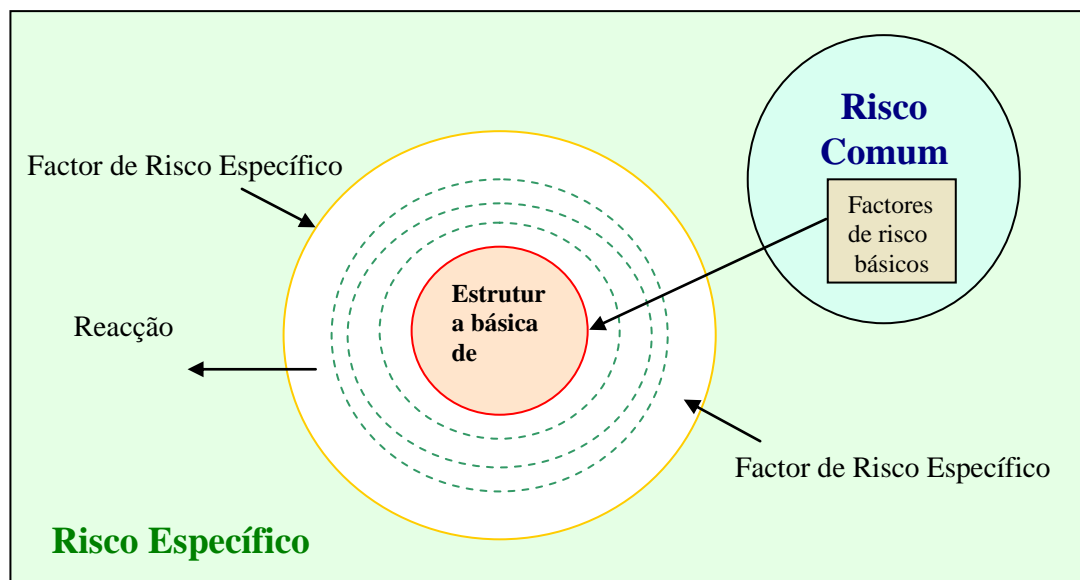 Risco
Comum
Factores
de risco
básicos
Factor de Risco Específico
Estrutur
a básica
de
Reacção
Factor de Risco Específico
Risco Específico